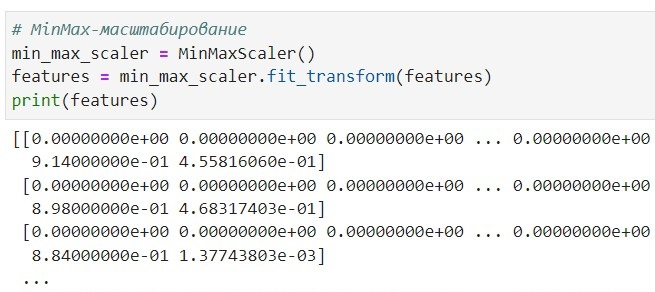 # MinMax-масштабирование
min_max_scaler = MinMaxScaler()
features = min_max_scaler.fit_transform(features)
print(features)
[[0.00000000e+00 0.00000000e+00 0.00000000e+00 ... 0.00000000e+00
9.14000000e-01 4.55816060e-01]
[0.00000000e+00 0.00000000e+00 0.00000000e+00 ... 0.00000000e+00
8.98000000e-01 4.68317403e-01]
[0.00000000e+00 0.00000000e+00 0.00000000e+00 ... 0.00000000e+00
8.84000000e-01 1.37743803e-03]
...